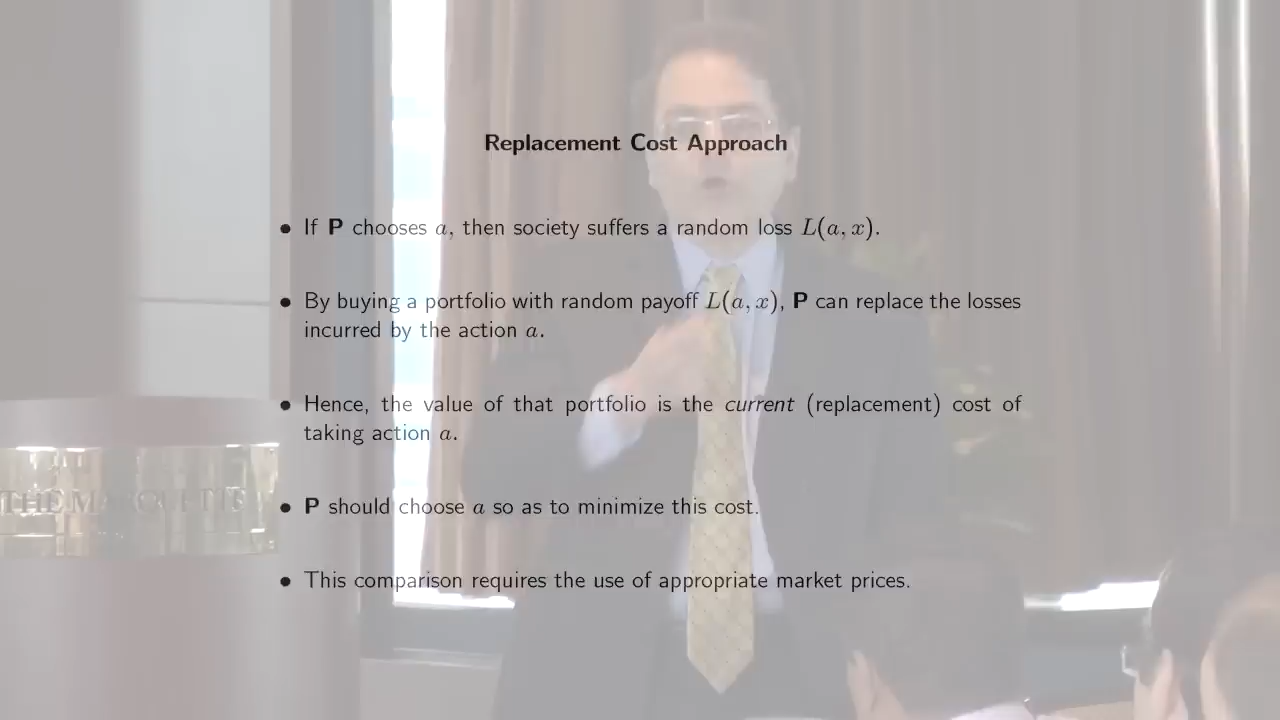 Replacement Cost Approach
• If P chooses a, then society suffers a random loss L(a, x).
• By buying a portfolio with random payoff L(a, x), P can replace the losses
incurred by the action a.
• Hence, the value of that portfolio is the current (replacement) cost of
taking action a.
• P should choose a so as to minimize this cost.
• This comparison requires the use of appropriate market prices.
THE MARQUETTE